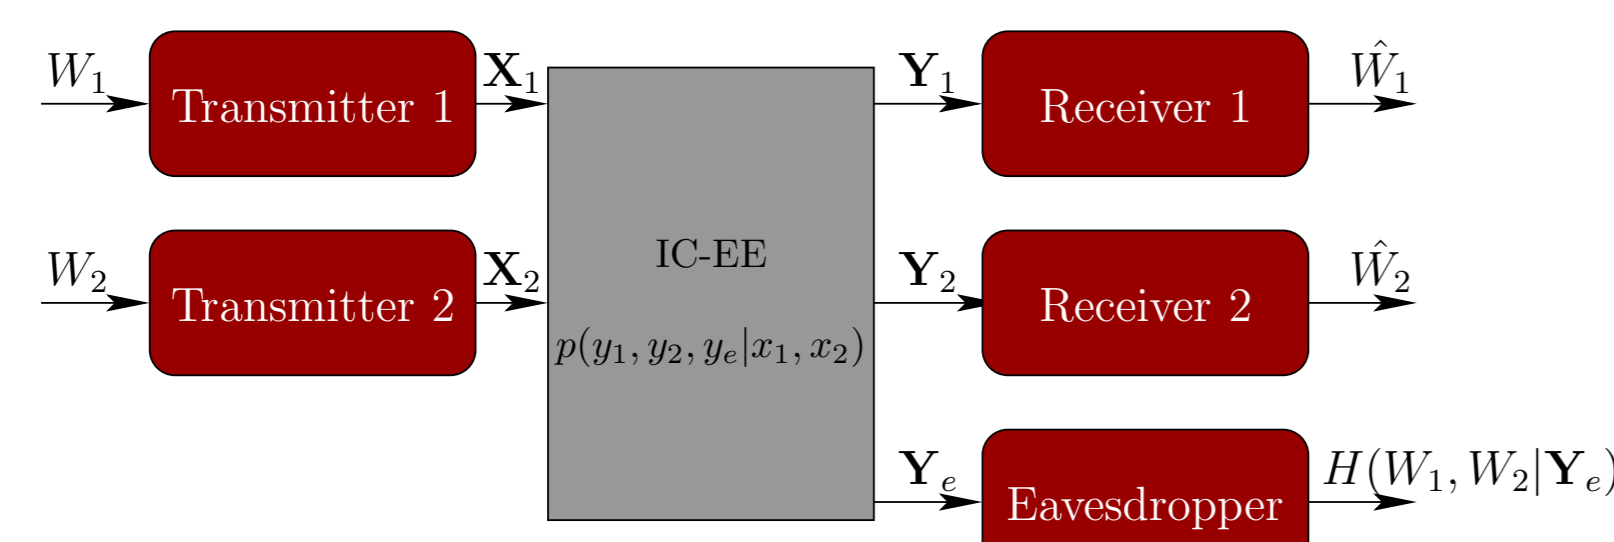 W₁ Transmitter 1 𝐗₁ 𝐘₁ Receiver 1 Ŵ₁
W₂ Transmitter 2 𝐗₂ IC-EE 𝐘₂ Receiver 2 Ŵ₂
p(y₁, y₂, yₑ|x₁, x₂)
𝐘ₑ Eavesdropper H(W₁, W₂|𝐘ₑ)